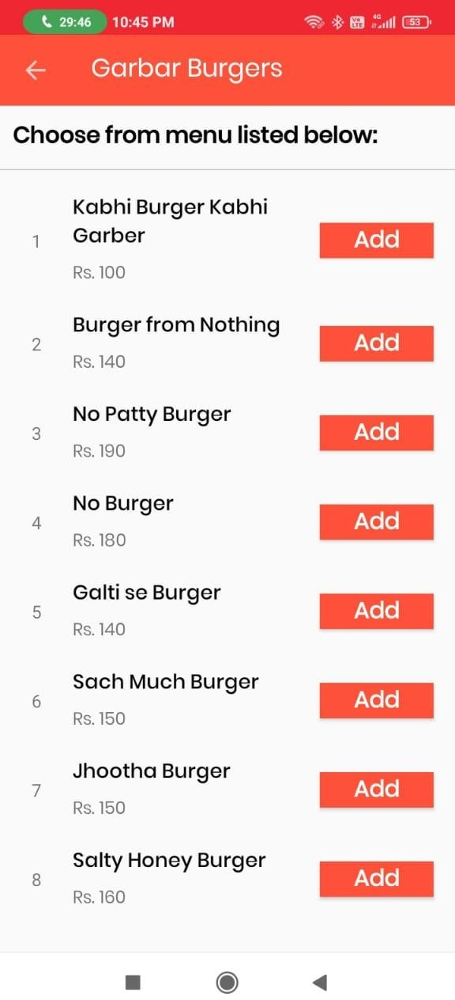 29:46 10:45 PM Vo LTE 4G 53
Garbar Burgers
Choose from menu listed below:
1
Kabhi Burger Kabhi
Garber
Rs. 100
Add
2
Burger from Nothing
Rs. 140
Add
3
No Patty Burger
Rs. 190
Add
4
No Burger
Rs. 180
Add
5
Galti se Burger
Rs. 140
Add
6
Sach Much Burger
Rs. 150
Add
7
Jhootha Burger
Rs. 150
Add
8
Salty Honey Burger
Rs. 160
Add